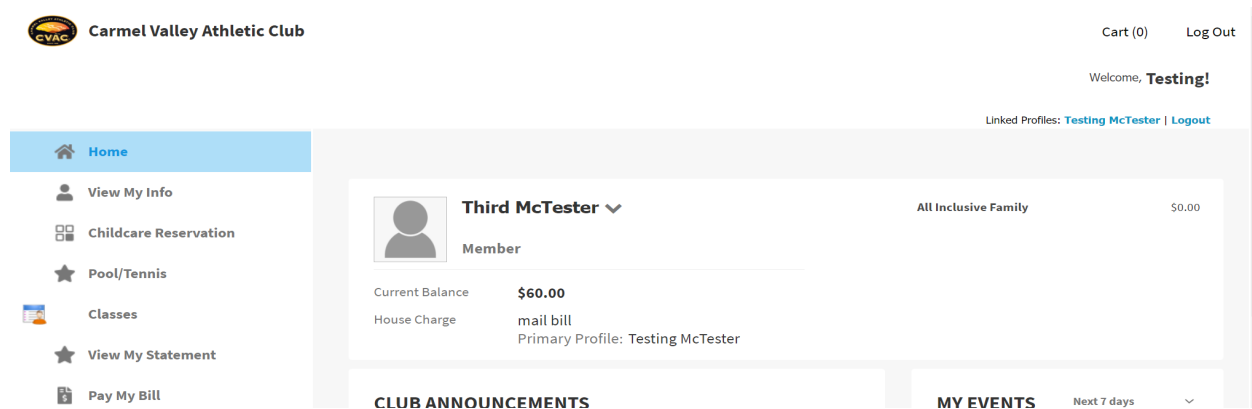 CVAC
Carmel Valley Athletic Club
Cart (0) Log Out
Welcome, Testing!
Linked Profiles: Testing McTester | Logout
Home
View My Info
Childcare Reservation
Pool/Tennis
Classes
View My Statement
Pay My Bill
Third McTester
Member
All Inclusive Family $0.00
Current Balance $60.00
House Charge mail bill
Primary Profile: Testing McTester
CLUB ANNOUNCEMENTS
MY EVENTS Next 7 days